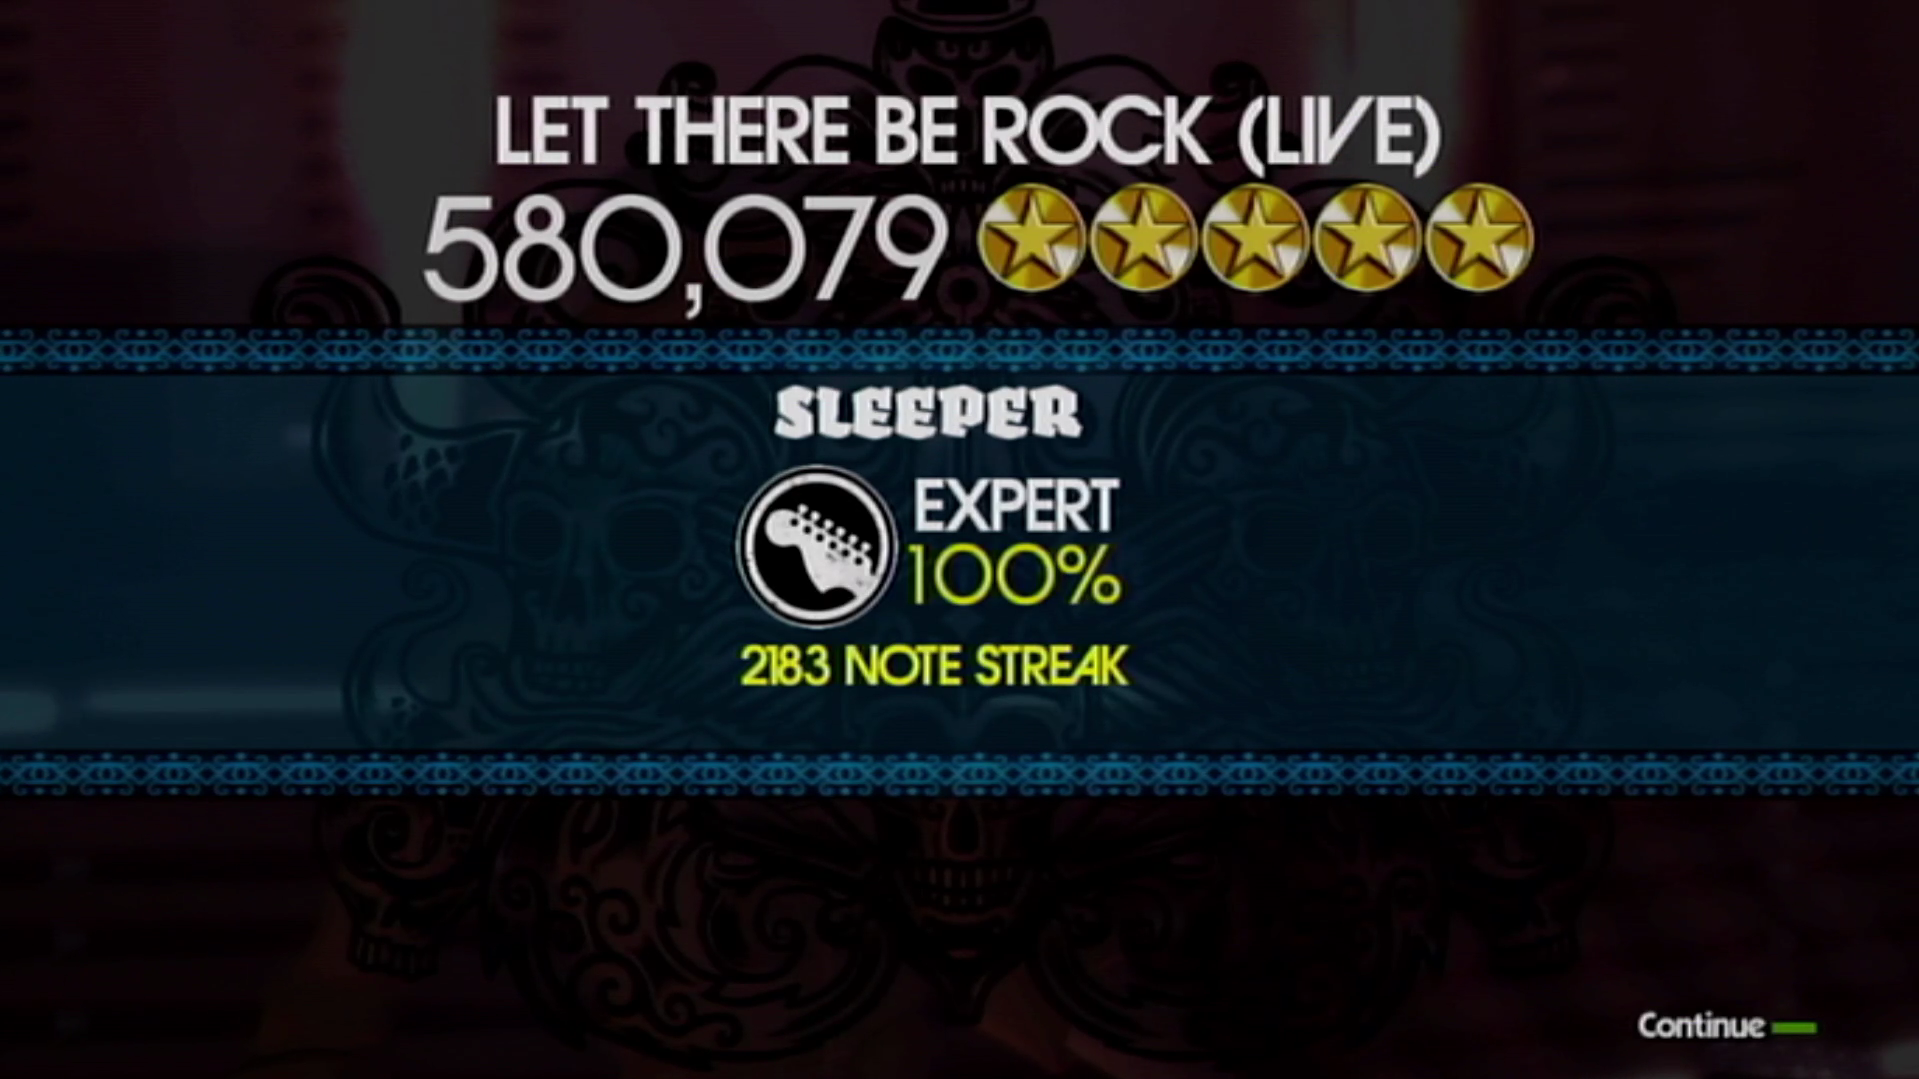 LET THERE BE ROCK (LIVE)
580,079
SLEEPER
EXPERT
100%
2183 NOTE STREAK
Continue